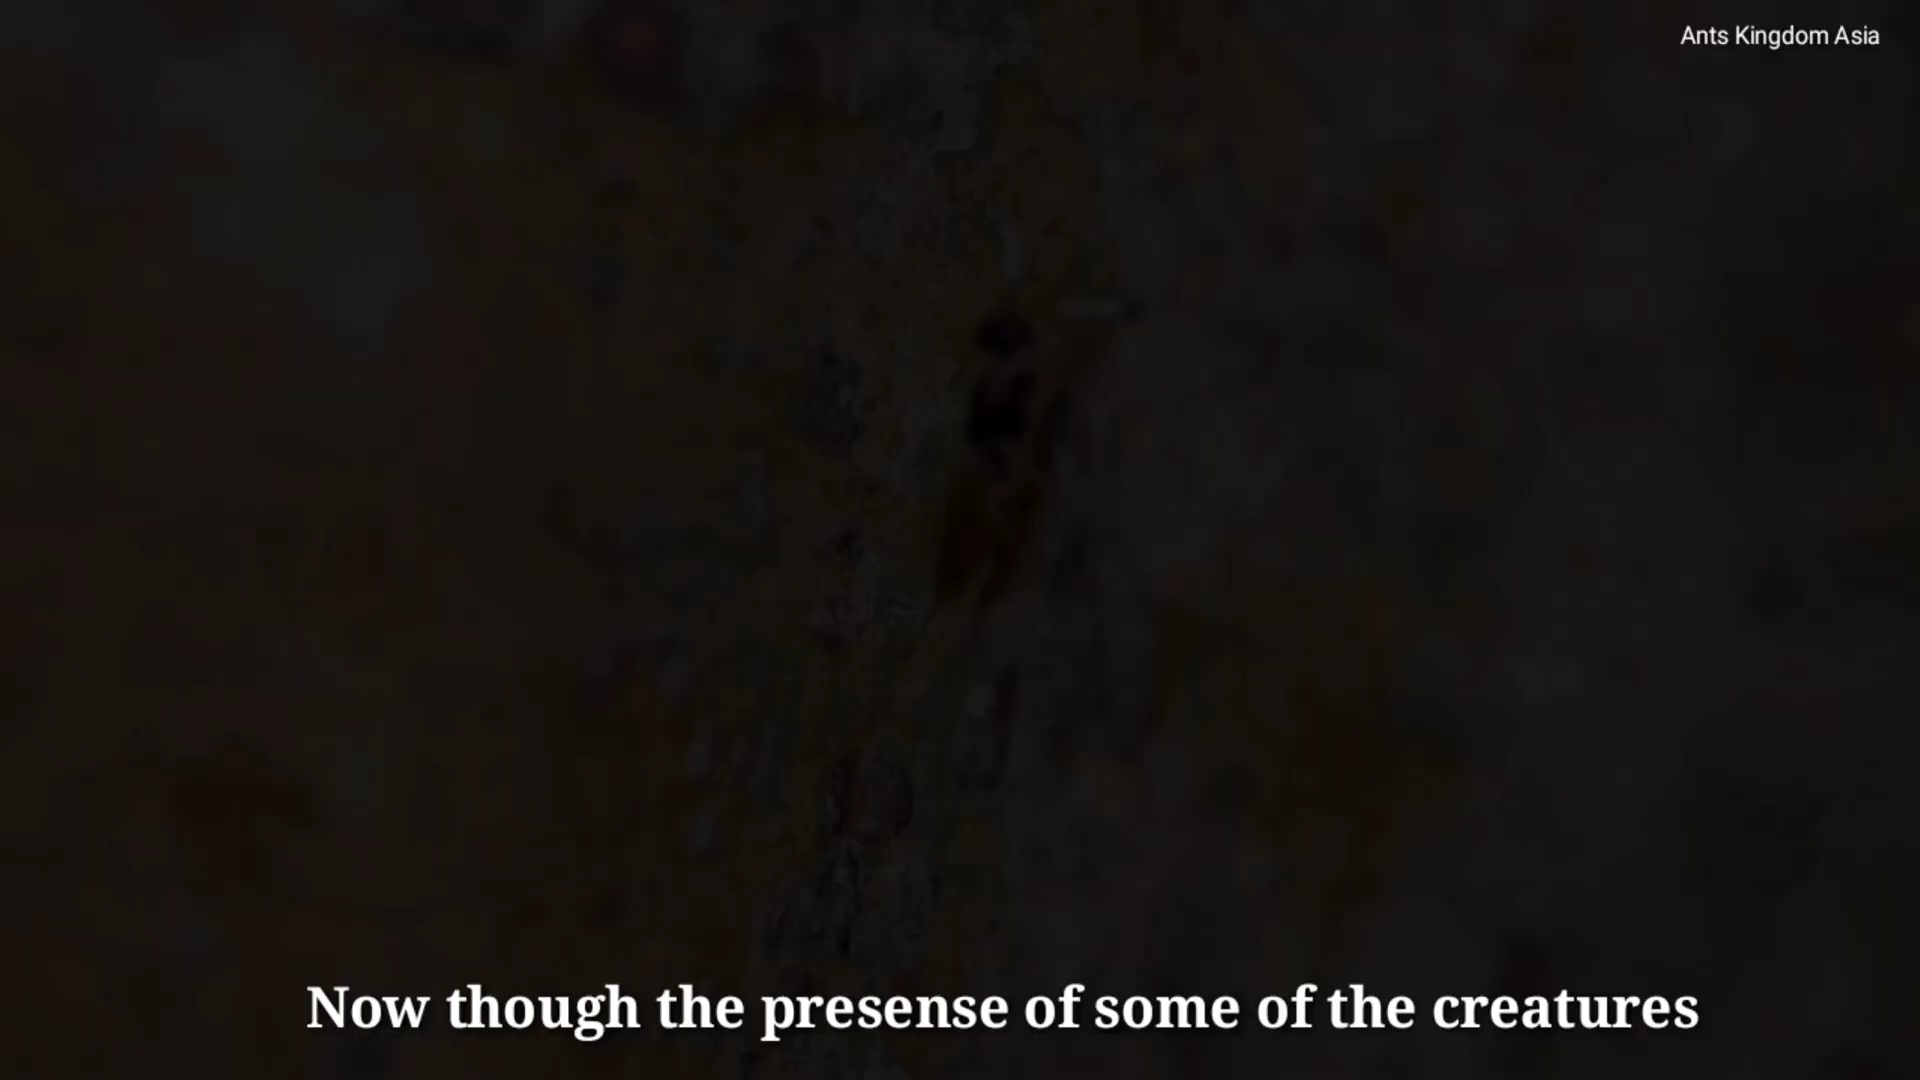 Ants Kingdom Asia
Now though the presense of some of the creatures